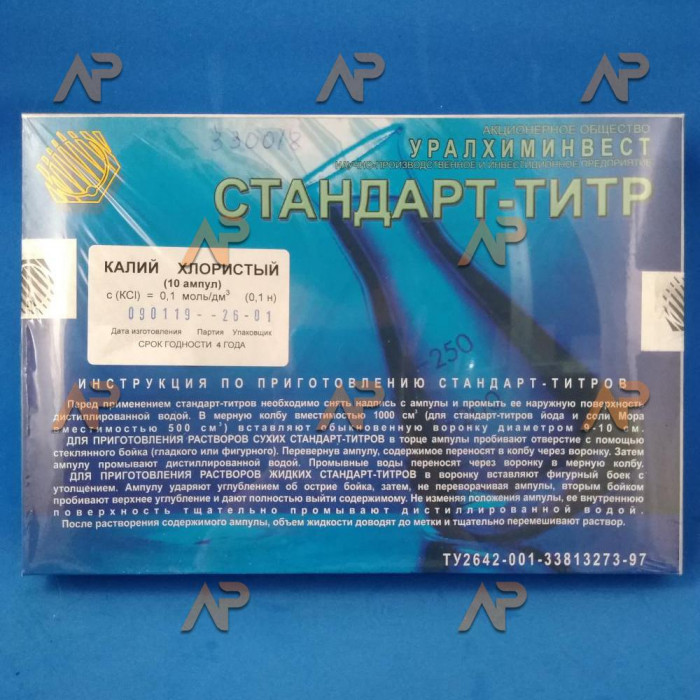 330018
АКЦИОНЕРНОЕ ОБЩЕСТВО
УРАЛХИМИНВЕСТ
НАУЧНО-ПРОИЗВОДСТВЕННОЕ И ИНВЕСТИЦИОННОЕ ПРЕДПРИЯТИЕ
СТАНДАРТ-ТИТР
КАЛИЙ ХЛОРИСТЫЙ
(10 ампул)
с (KCl) = 0,1 моль/дм³ (0,1 н)
090119--26-01
Дата изготовления Партия Упаковщик
СРОК ГОДНОСТИ 4 ГОДА
-250
ИНСТРУКЦИЯ ПО ПРИГОТОВЛЕНИЮ СТАНДАРТ-ТИТРОВ
Перед применением стандарт-титров необходимо снять надпись с ампулы и промыть ее наружную поверхность
дистиллированной водой. В мерную колбу вместимостью 1000 см³ (для стандарт-титров йода и соли Мора
вместимостью 500 см³) вставляют обыкновенную воронку диаметром 9-10 см.
ДЛЯ ПРИГОТОВЛЕНИЯ РАСТВОРОВ СУХИХ СТАНДАРТ-ТИТРОВ в торце ампулы пробивают отверстие с помощью
стеклянного бойка (гладкого или фигурного). Перевернув ампулу, содержимое переносят в колбу через воронку. Затем
ампулу промывают дистиллированной водой. Промывные воды переносят через воронку в мерную колбу.
ДЛЯ ПРИГОТОВЛЕНИЯ РАСТВОРОВ ЖИДКИХ СТАНДАРТ-ТИТРОВ в воронку вставляют фигурный боек с
утолщением. Ампулу ударяют углублением об острие бойка, затем, не переворачивая ампулы, вторым бойком
пробивают верхнее углубление и дают полностью выйти содержимому. Не изменяя положения ампулы, ее внутреннюю
поверхность тщательно промывают дистиллированной водой.
После растворения содержимого ампулы, объем жидкости доводят до метки и тщательно перемешивают раствор.
ТУ2642-001-33813273-97